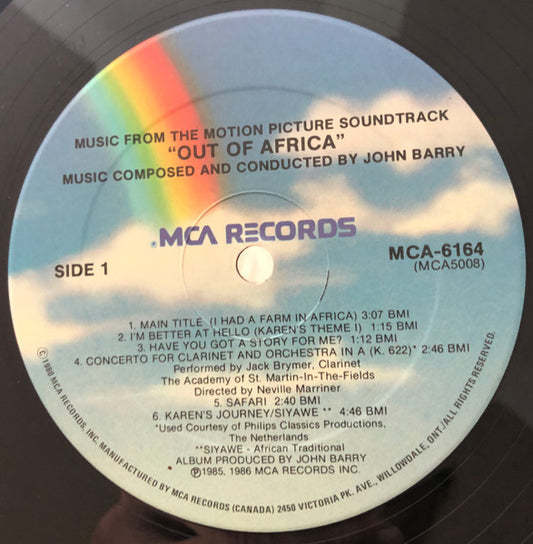 MUSIC FROM THE MOTION PICTURE SOUNDTRACK
"OUT OF AFRICA"
MUSIC COMPOSED AND CONDUCTED BY JOHN BARRY
MCA RECORDS
SIDE 1
MCA-6164
(MCA5008)
1. MAIN TITLE (I HAD A FARM IN AFRICA) 3:07 BMI
2. I'M BETTER AT HELLO (KAREN'S THEME I) 1:15 BMI
3. HAVE YOU GOT A STORY FOR ME? 1:12 BMI
4. CONCERTO FOR CLARINET AND ORCHESTRA IN A (K. 622)* 2:46 BMI
Performed by Jack Brymer, Clarinet
The Academy of St. Martin-In-The-Fields
Directed by Neville Marriner
5. SAFARI 2:40 BMI
6. KAREN'S JOURNEY/SIYAWE ** 4:46 BMI
*Used Courtesy of Philips Classics Productions,
The Netherlands
**SIYAWE - African Traditional
ALBUM PRODUCED BY JOHN BARRY
℗1985, 1986 MCA RECORDS INC.
©1980 MCA RECORDS, INC. MANUFACTURED BY MCA RECORDS (CANADA) 2450 VICTORIA PK. AVE., WILLOWDALE, ONT./ALL RIGHTS RESERVED.